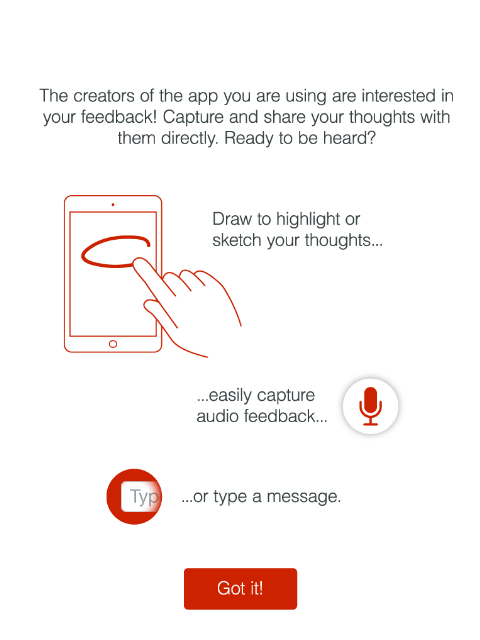 The creators of the app you are using are interested in
your feedback! Capture and share your thoughts with
them directly. Ready to be heard?
Draw to highlight or
sketch your thoughts...
...easily capture
audio feedback...
Typ
...or type a message.
Got it!